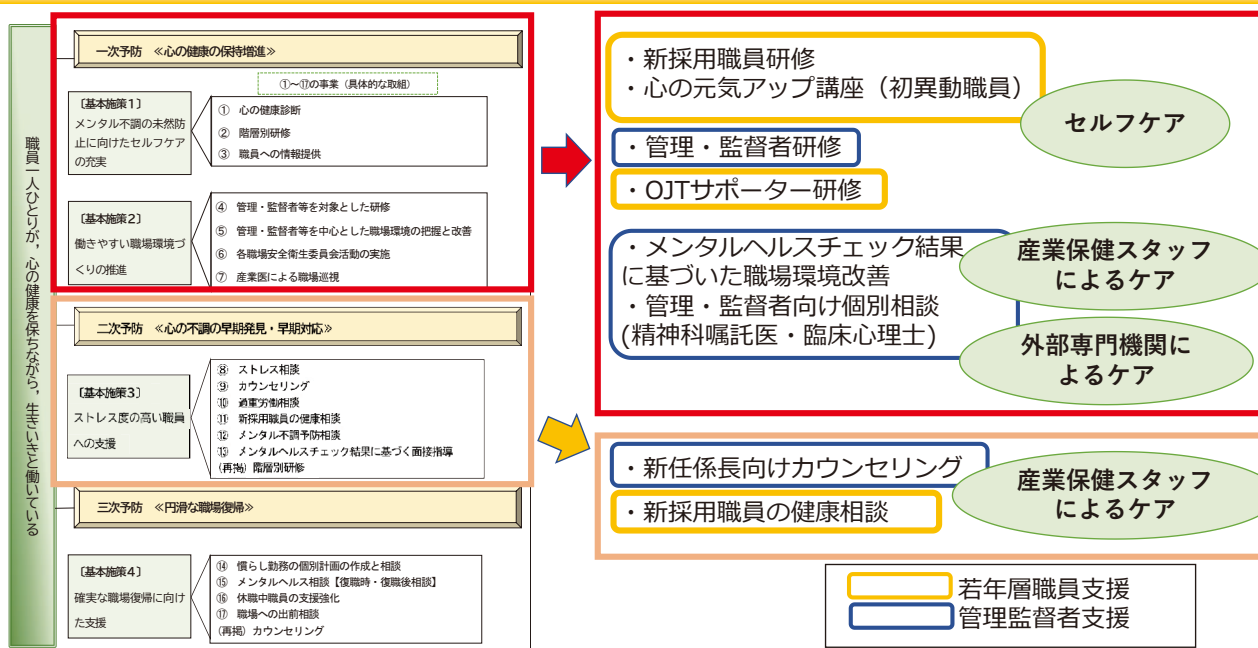 職員一人ひとりが，心の健康を保ちながら，生きいきと働いている
一次予防 ≪心の健康の保持増進≫
①～⑰の事業（具体的な取組）
〔基本施策1〕
メンタル不調の未然防
止に向けたセルフケア
の充実
① 心の健康診断
② 階層別研修
③ 職員への情報提供
〔基本施策2〕
働きやすい職場環境づ
くりの推進
④ 管理・監督者等を対象とした研修
⑤ 管理・監督者等を中心とした職場環境の把握と改善
⑥ 各職場安全衛生委員会活動の実施
⑦ 産業医による職場巡視
二次予防 ≪心の不調の早期発見・早期対応≫
〔基本施策3〕
ストレス度の高い職員
への支援
⑧ ストレス相談
⑨ カウンセリング
⑩ 過重労働相談
⑪ 新採用職員の健康相談
⑫ メンタル不調予防相談
⑬ メンタルヘルスチェック結果に基づく面接指導
(再掲) 階層別研修
三次予防 ≪円滑な職場復帰≫
〔基本施策4〕
確実な職場復帰に向け
た支援
⑭ 慣らし勤務の個別計画の作成と相談
⑮ メンタルヘルス相談【復職時・復職後相談】
⑯ 休職中職員の支援強化
⑰ 職場への出前相談
(再掲) カウンセリング
・新採用職員研修
・心の元気アップ講座（初異動職員）
セルフケア
・管理・監督者研修
・OJTサポーター研修
・メンタルヘルスチェック結果
に基づいた職場環境改善
・管理・監督者向け個別相談
(精神科嘱託医・臨床心理士)
産業保健スタッフ
によるケア
外部専門機関に
よるケア
・新任係長向けカウンセリング
・新採用職員の健康相談
産業保健スタッフ
によるケア
若年層職員支援
管理監督者支援